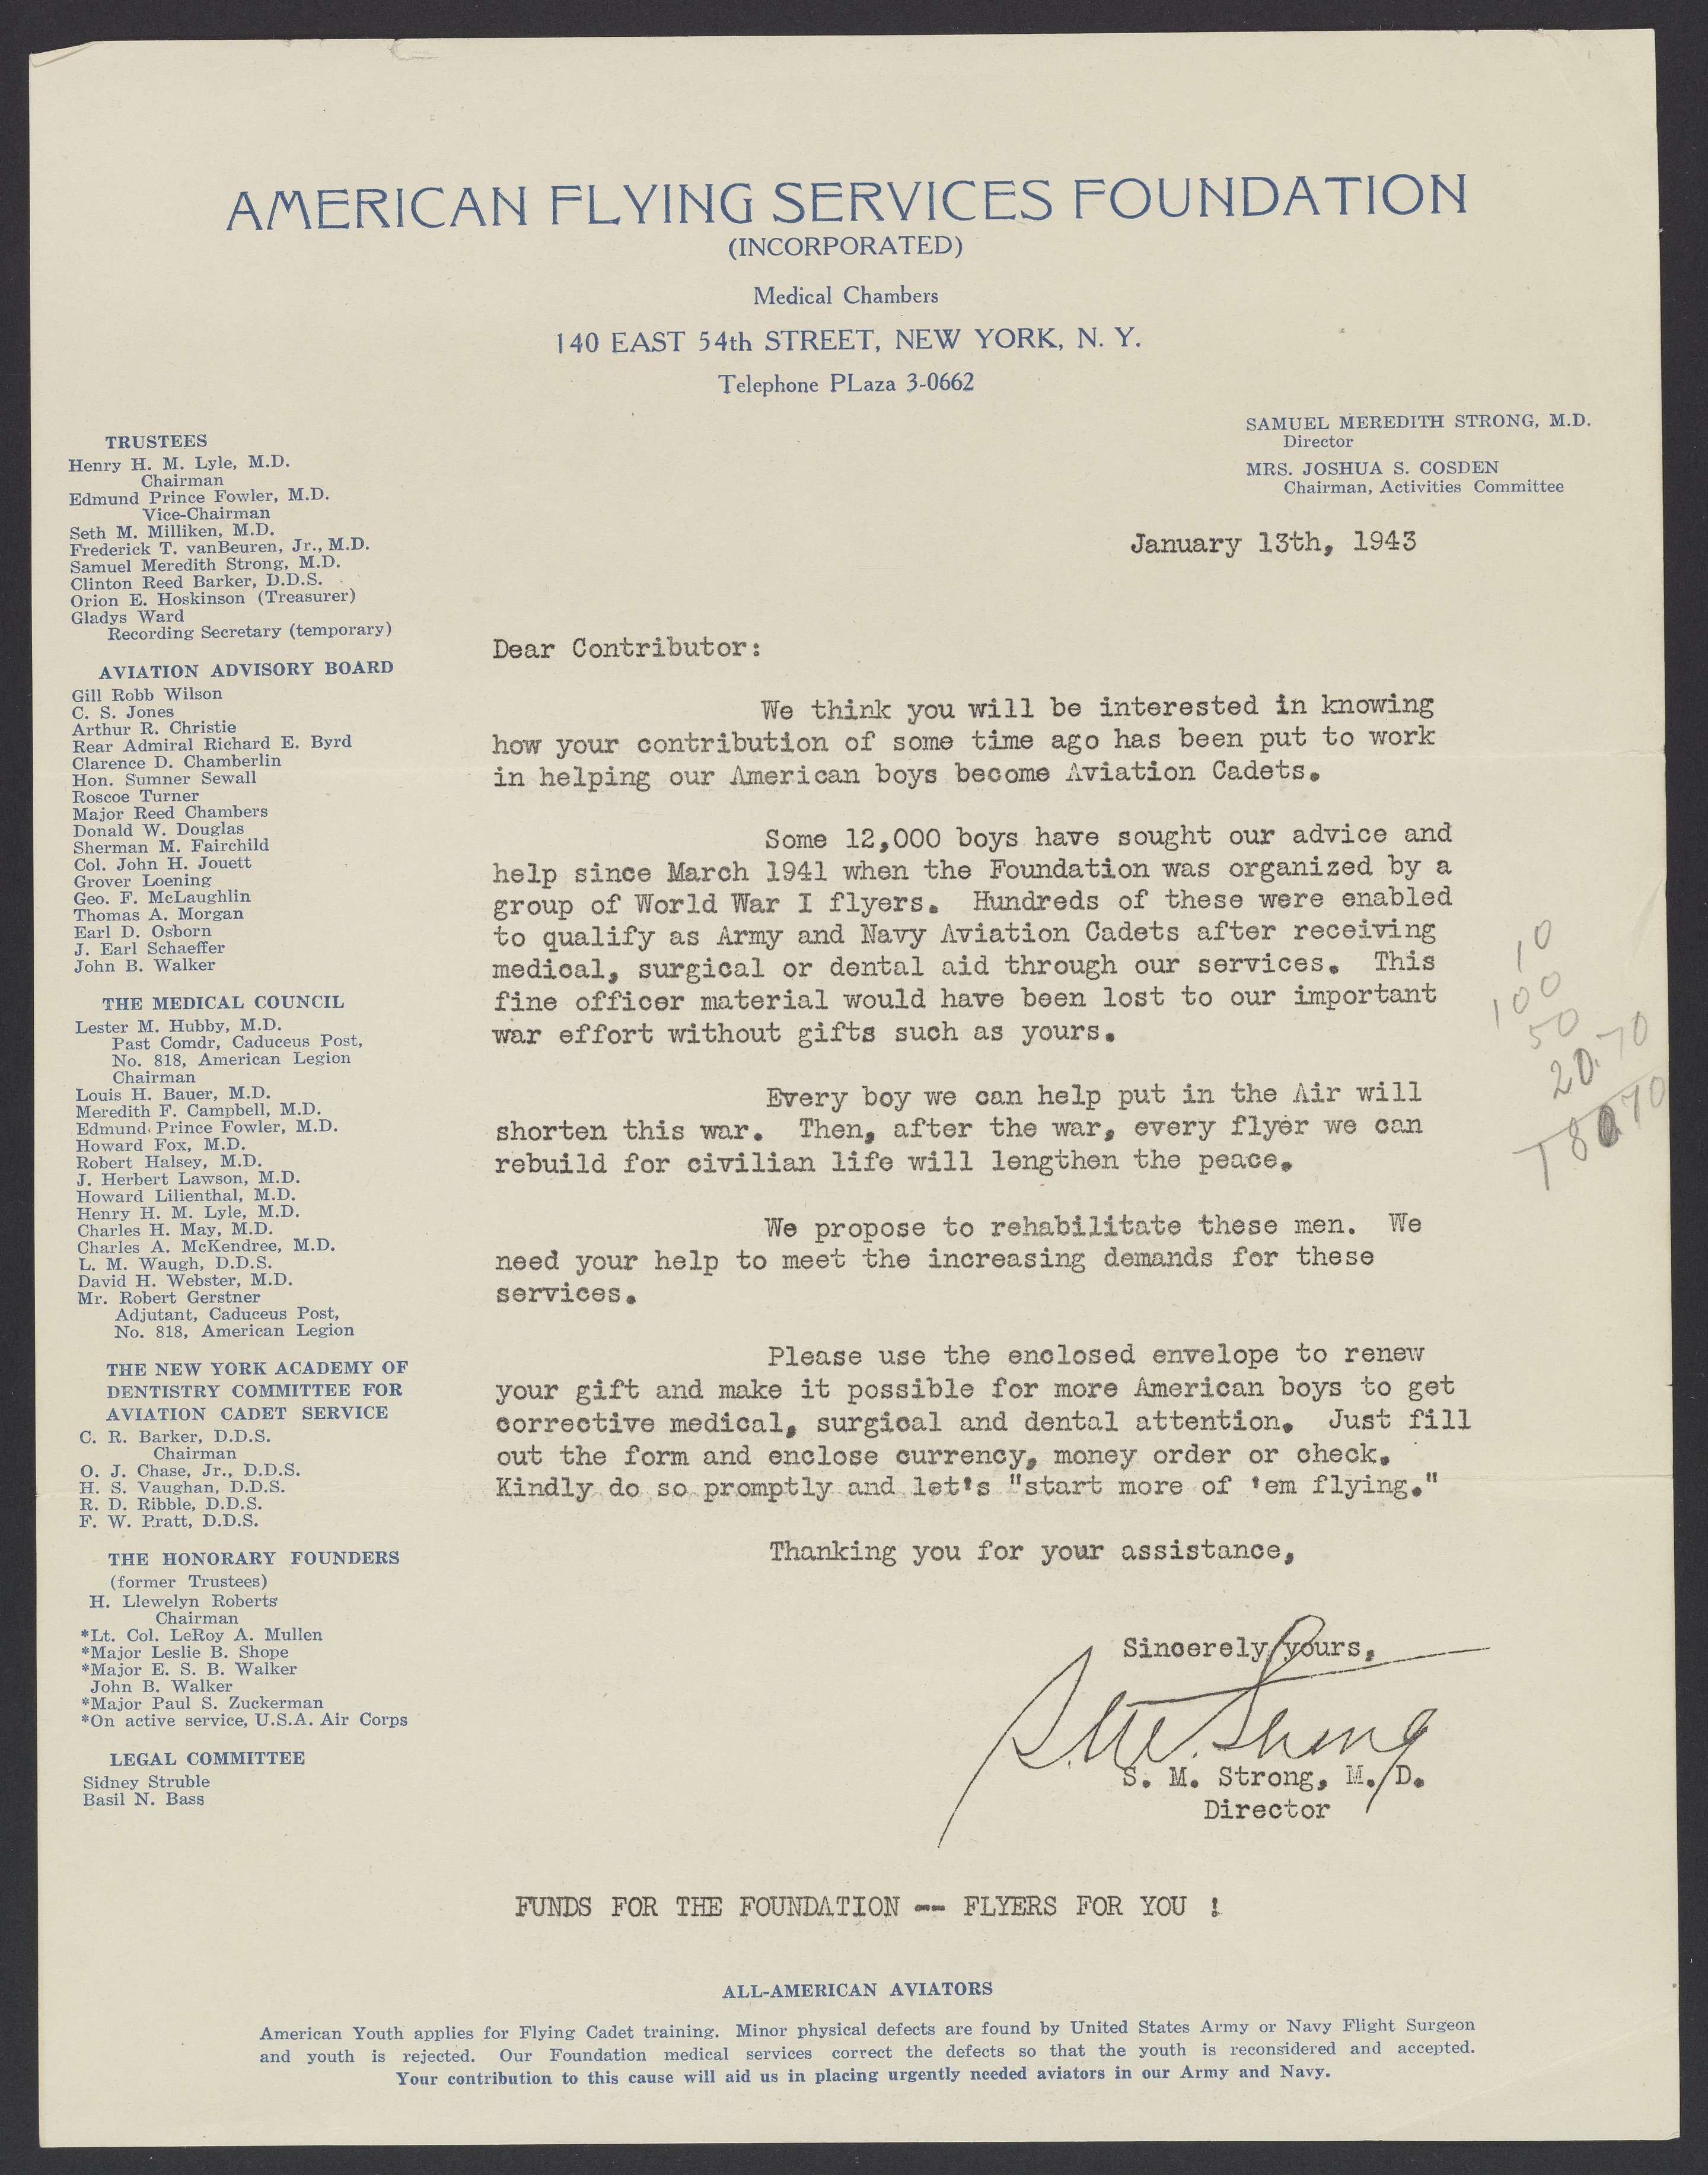 AMERICAN FLYING SERVICES FOUNDATION
(INCORPORATED)
Medical Chambers
140 EAST 54th STREET, NEW YORK, N. Y.
Telephone PLaza 3-0662
SAMUEL MEREDITH STRONG, M.D.
Director
MRS. JOSHUA S. COSDEN
Chairman, Activities Committee
TRUSTEES
Henry H. M. Lyle, M.D.
Chairman
Edmund Prince Fowler, M.D.
Vice-Chairman
Seth M. Milliken, M.D.
Frederick T. vanBeuren, Jr., M.D.
Samuel Meredith Strong, M.D.
Clinton Reed Barker, D.D.S.
Orion E. Hoskinson (Treasurer)
Gladys Ward
Recording Secretary (temporary)
AVIATION ADVISORY BOARD
Gill Robb Wilson
C. S. Jones
Arthur R. Christie
Rear Admiral Richard E. Byrd
Clarence D. Chamberlin
Hon. Sumner Sewall
Roscoe Turner
Major Reed Chambers
Donald W. Douglas
Sherman M. Fairchild
Col. John H. Jouett
Grover Loening
Geo. F. McLaughlin
Thomas A. Morgan
Earl D. Osborn
J. Earl Schaeffer
John B. Walker
THE MEDICAL COUNCIL
Lester M. Hubby, M.D.
Past Comdr, Caduceus Post,
No. 818, American Legion
Chairman
Louis H. Bauer, M.D.
Meredith F. Campbell, M.D.
Edmund Prince Fowler, M.D.
Howard Fox, M.D.
Robert Halsey, M.D.
J. Herbert Lawson, M.D.
Howard Lilienthal, M.D.
Henry H. M. Lyle, M.D.
Charles H. May, M.D.
Charles A. McKendree, M.D.
L. M. Waugh, D.D.S.
David H. Webster, M.D.
Mr. Robert Gerstner
Adjutant, Caduceus Post,
No. 818, American Legion
THE NEW YORK ACADEMY OF
DENTISTRY COMMITTEE FOR
AVIATION CADET SERVICE
C. R. Barker, D.D.S.
Chairman
O. J. Chase, Jr., D.D.S.
H. S. Vaughan, D.D.S.
R. D. Ribble, D.D.S.
F. W. Pratt, D.D.S.
THE HONORARY FOUNDERS
(former Trustees)
H. Llewelyn Roberts
Chairman
*Lt. Col. LeRoy A. Mullen
*Major Leslie B. Shope
*Major E. S. B. Walker
John B. Walker
*Major Paul S. Zuckerman
*On active service, U.S.A. Air Corps
LEGAL COMMITTEE
Sidney Struble
Basil N. Bass
January 13th, 1943
Dear Contributor:
We think you will be interested in knowing
how your contribution of some time ago has been put to work
in helping our American boys become Aviation Cadets.
Some 12,000 boys have sought our advice and
help since March 1941 when the Foundation was organized by a
group of World War I flyers. Hundreds of these were enabled
to qualify as Army and Navy Aviation Cadets after receiving
medical, surgical or dental aid through our services. This
fine officer material would have been lost to our important
war effort without gifts such as yours.
Every boy we can help put in the Air will
shorten this war. Then, after the war, every flyer we can
rebuild for civilian life will lengthen the peace.
We propose to rehabilitate these men. We
need your help to meet the increasing demands for these
services.
Please use the enclosed envelope to renew
your gift and make it possible for more American boys to get
corrective medical, surgical and dental attention. Just fill
out the form and enclose currency, money order or check.
Kindly do so promptly and let's "start more of 'em flying."
Thanking you for your assistance,
Sincerely yours,
S. M. Strong
S. M. Strong, M. D.
Director
10
100
50
20.70
180 70
FUNDS FOR THE FOUNDATION -- FLYERS FOR YOU !
ALL-AMERICAN AVIATORS
American Youth applies for Flying Cadet training. Minor physical defects are found by United States Army or Navy Flight Surgeon
and youth is rejected. Our Foundation medical services correct the defects so that the youth is reconsidered and accepted.
Your contribution to this cause will aid us in placing urgently needed aviators in our Army and Navy.